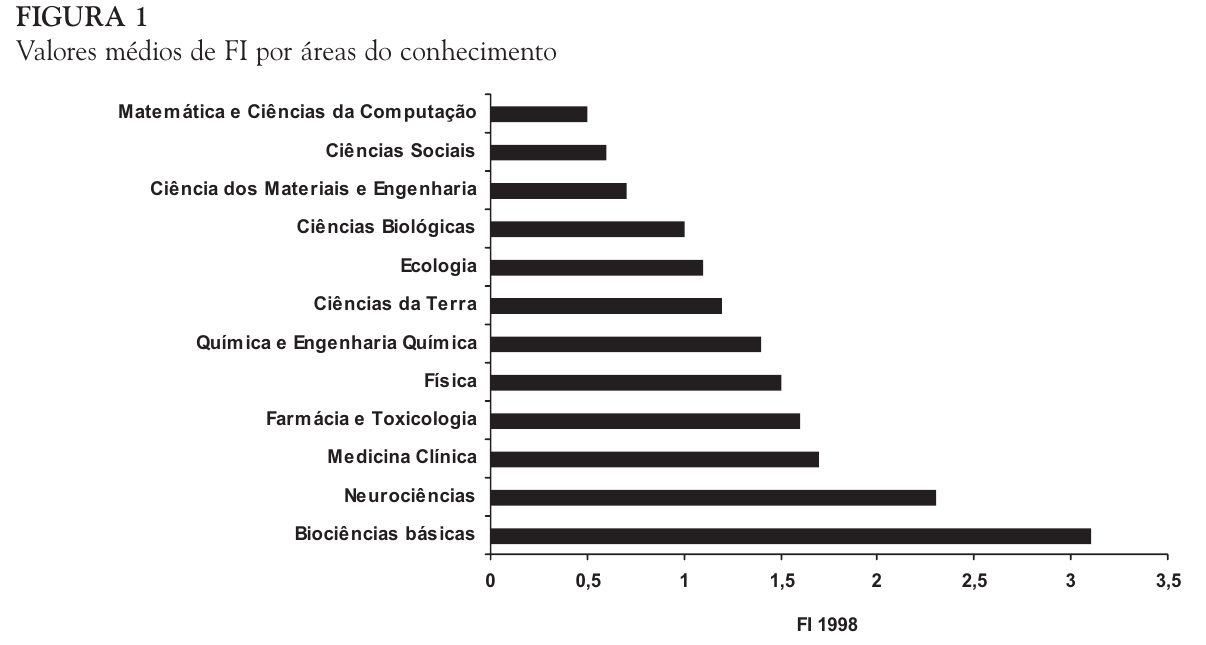 FIGURA 1
Valores médios de FI por áreas do conhecimento
Matemática e Ciências da Computação
Ciências Sociais
Ciência dos Materiais e Engenharia
Ciências Biológicas
Ecologia
Ciências da Terra
Química e Engenharia Química
Física
Farmácia e Toxicologia
Medicina Clínica
Neurociências
Biociências básicas
0 0,5 1 1,5 2 2,5 3 3,5
FI 1998